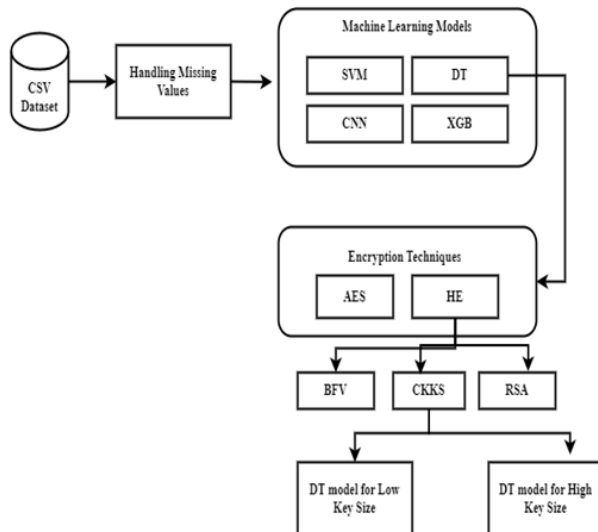 Machine Learning Models
CSV
Dataset
Handling Missing
Values
SVM
DT
CNN
XGB
Encryption Techniques
AES
HE
BFV
CKKS
RSA
DT model for Low
Key Size
DT model for High
Key Size